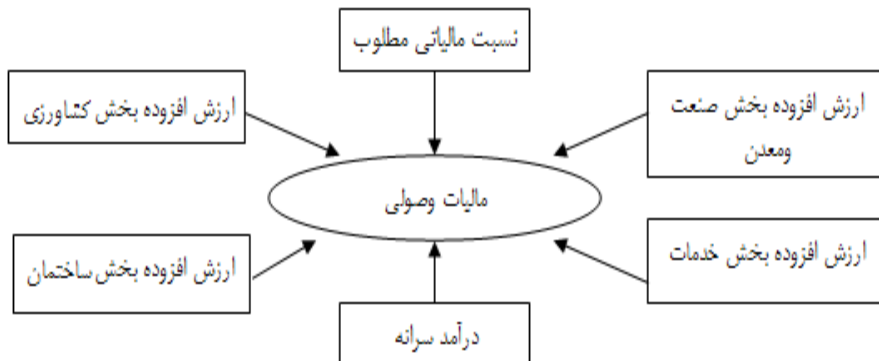 نسبت مالیاتی مطلوب
ارزش افزوده بخش صنعت
ومعدن
ارزش افزوده بخش کشاورزی
مالیات وصولی
ارزش افزوده بخش خدمات
ارزش افزوده بخش ساختمان
درآمد سرانه